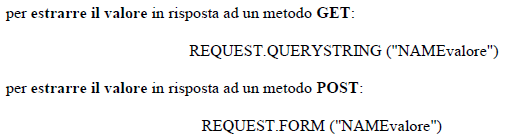 per estrarre il valore in risposta ad un metodo GET:
REQUEST.QUERYSTRING ("NAMEvalore")
per estrarre il valore in risposta ad un metodo POST:
REQUEST.FORM ("NAMEvalore")